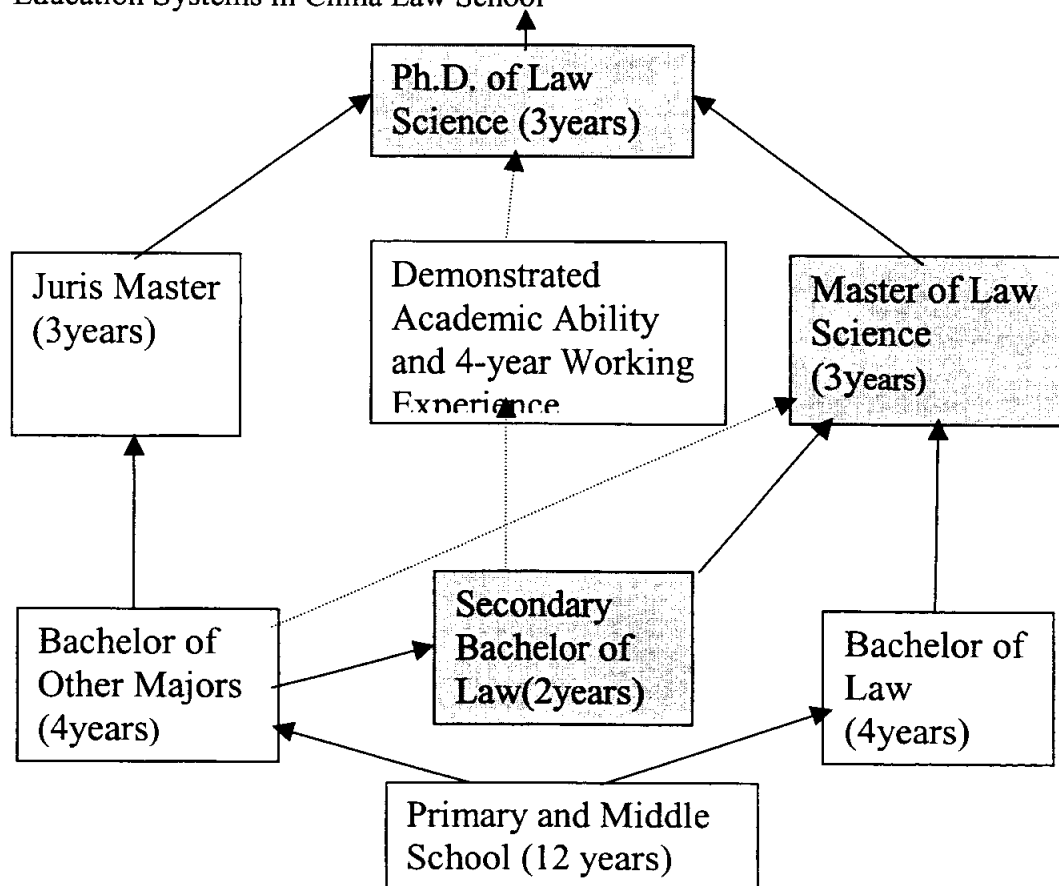 Education Systems in China Law School
Ph.D. of Law
Science (3years)
Juris Master
(3years)
Demonstrated
Academic Ability
and 4-year Working
Experience
Master of Law
Science
(3years)
Bachelor of
Other Majors
(4years)
Secondary
Bachelor of
Law(2years)
Bachelor of
Law
(4years)
Primary and Middle
School (12 years)